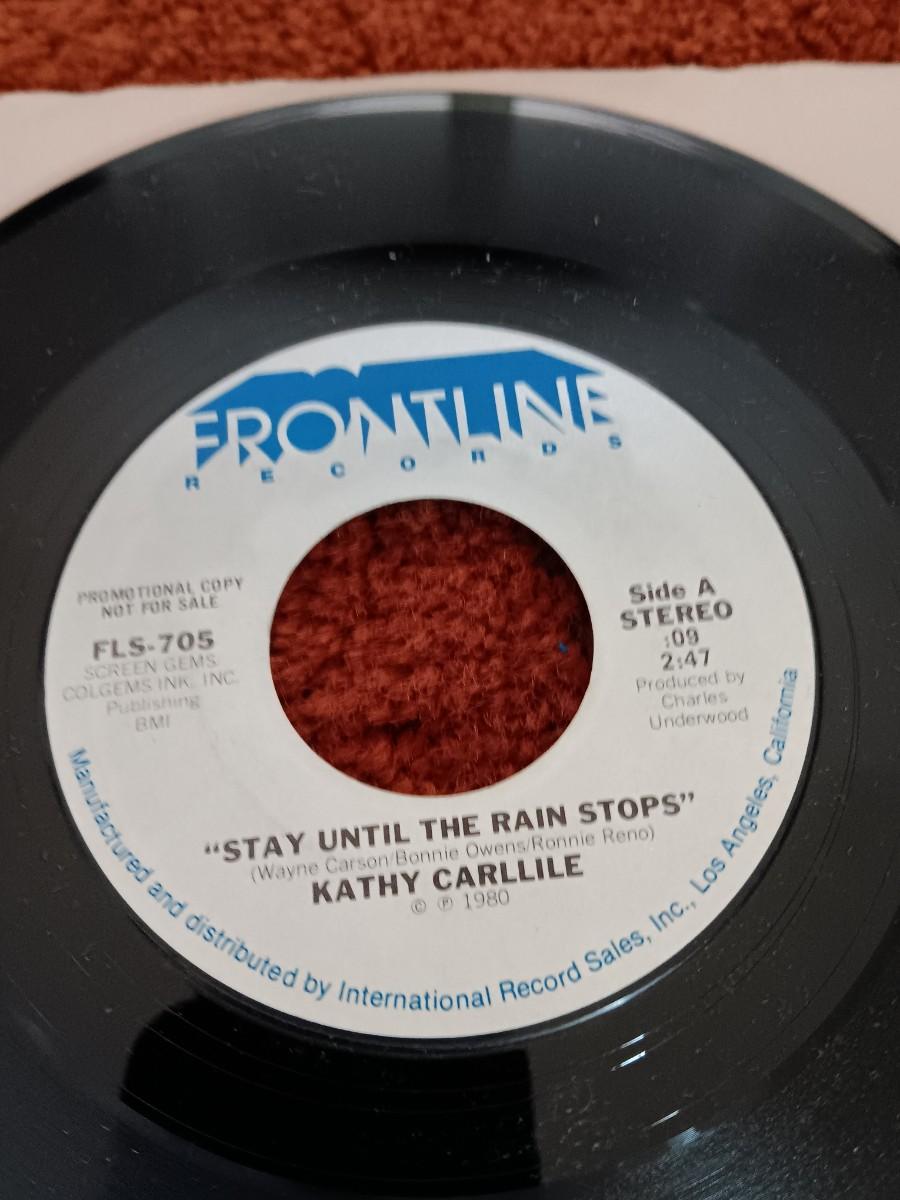 FRONTLINE
RECORDS
PROMOTIONAL COPY
NOT FOR SALE
FLS-705
SCREEN GEMS
COLGEMS INK, INC.
Publishing
BMI
Side A
STEREO
:09
2:47
Produced by
Charles
Underwood
“STAY UNTIL THE RAIN STOPS”
(Wayne Carson/Bonnie Owens/Ronnie Reno)
KATHY CARLLILE
© ℗ 1980
Manufactured and distributed by International Record Sales, Inc., Los Angeles, California